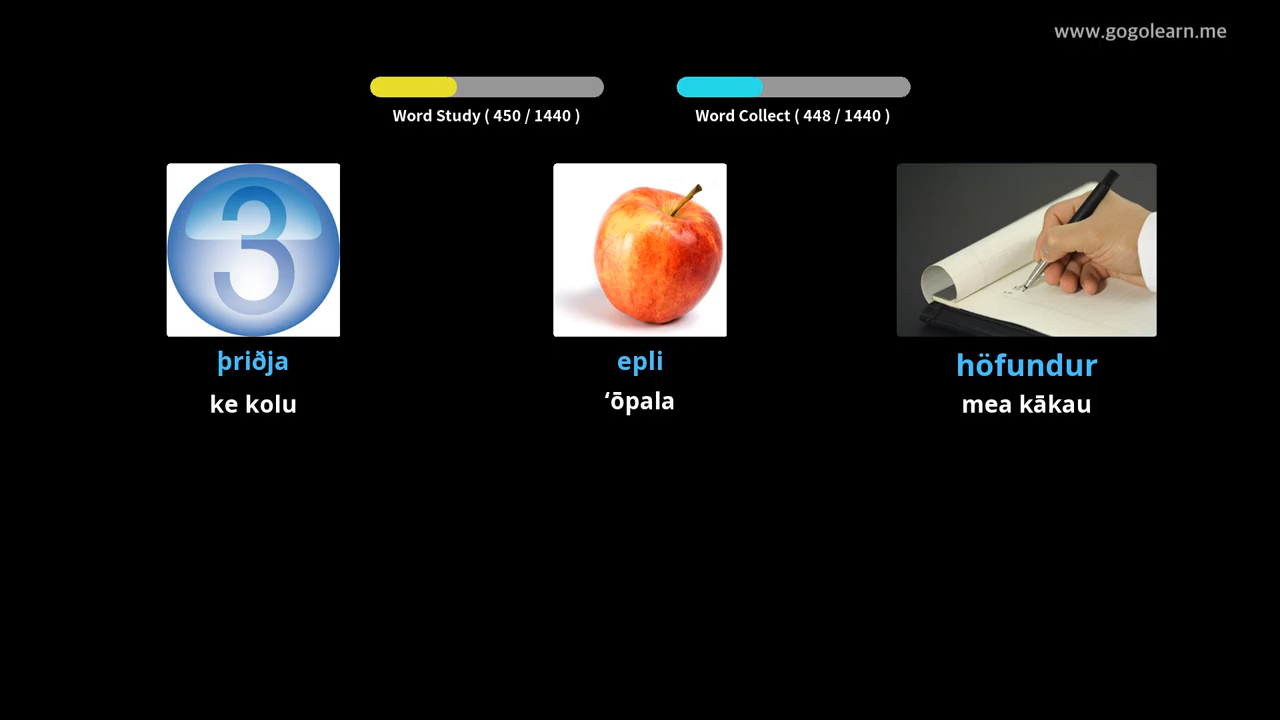 www.gogolearn.me
Word Study ( 450 / 1440 )
Word Collect ( 448 / 1440 )
3
þriðja
epli
höfundur
ke kolu
ʻōpala
mea kākau